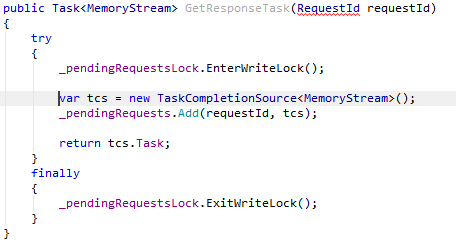 public Task<MemoryStream> GetResponseTask(RequestId requestId)
{
    try
    {
        _pendingRequestsLock.EnterWriteLock();
        var tcs = new TaskCompletionSource<MemoryStream>();
        _pendingRequests.Add(requestId, tcs);
        return tcs.Task;
    }
    finally
    {
        _pendingRequestsLock.ExitWriteLock();
    }
}